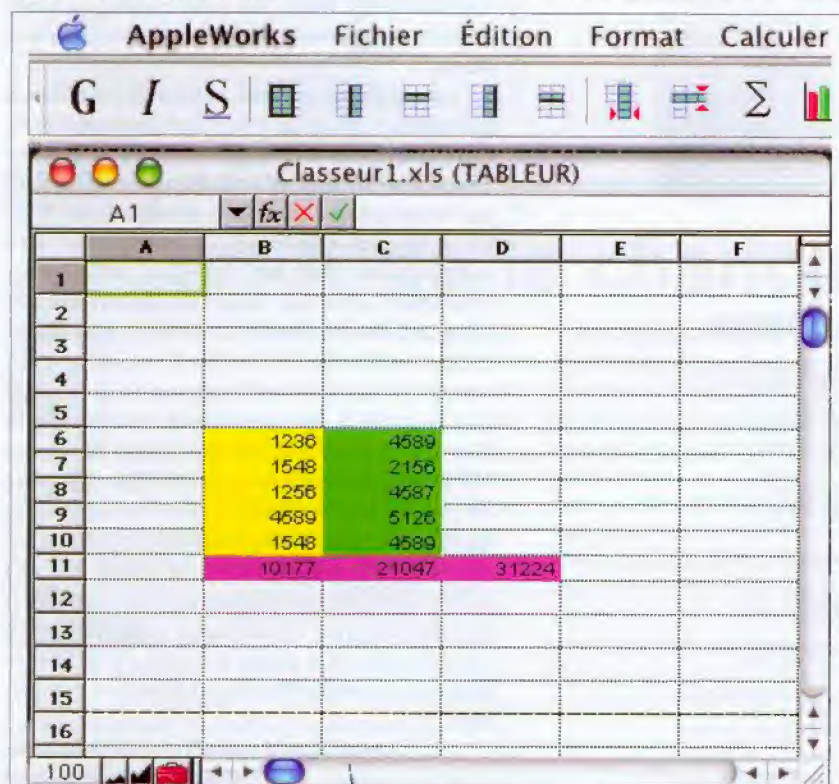 AppleWorks Fichier Édition Format Calculer
G I S Σ
Classeur1.xls (TABLEUR)
A1 fx
A B C D E F
1
2
3
4
5
6 1236 4589
7 1548 2156
8 1256 4587
9 4589 5126
10 1548 4589
11 10177 21047 31224
12
13
14
15
16
100